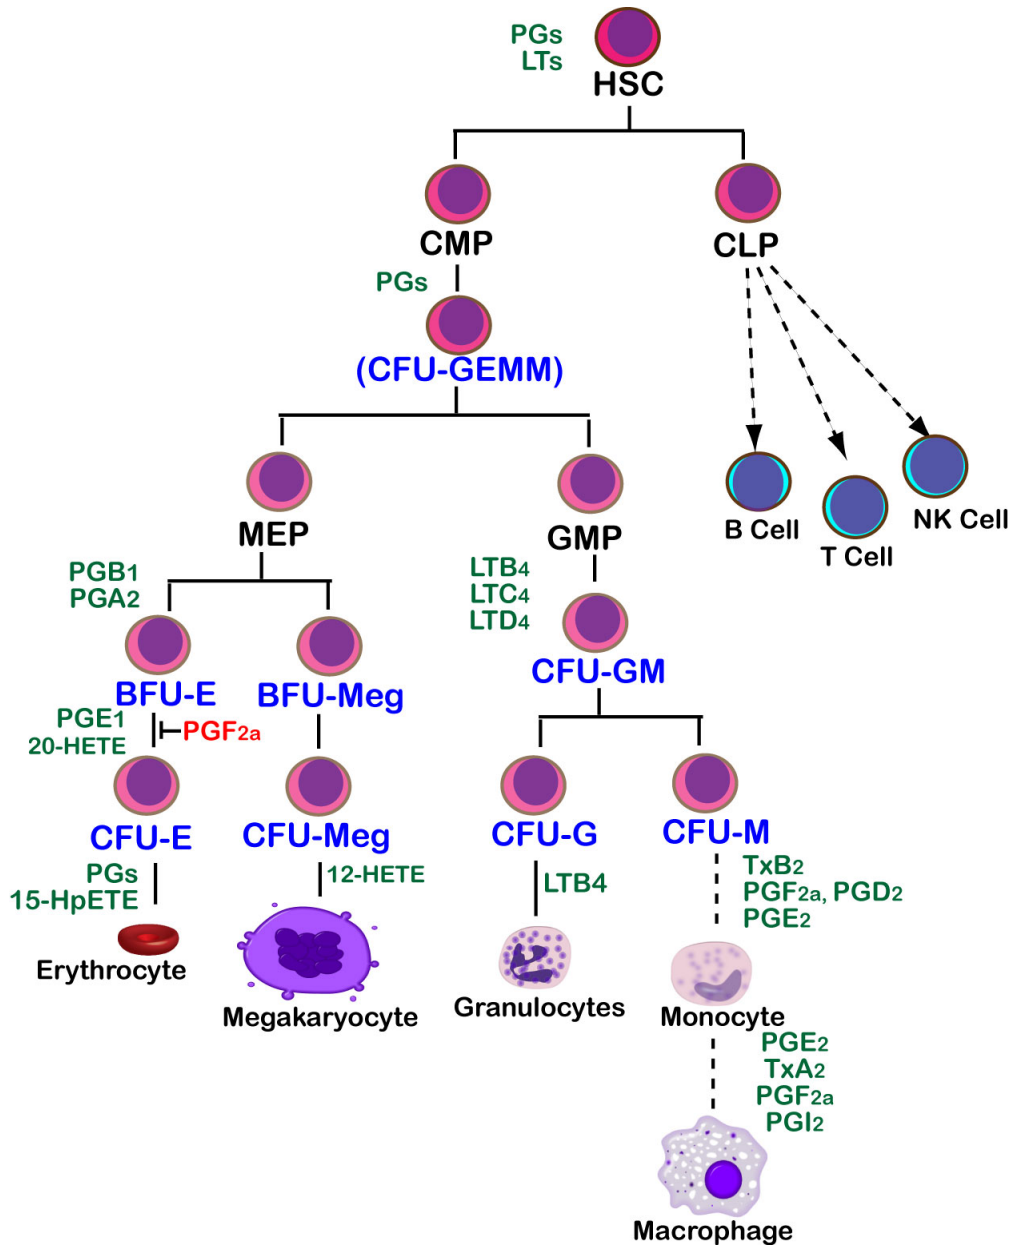 PGs
LTs
HSC
CMP
CLP
PGs
(CFU-GEMM)
MEP
GMP
B Cell
T Cell
NK Cell
PGB1
PGA2
LTB4
LTC4
LTD4
BFU-E
BFU-Meg
CFU-GM
PGE1
20-HETE
PGF2a
CFU-E
CFU-Meg
CFU-G
CFU-M
PGs
15-HpETE
12-HETE
LTB4
TxB2
PGF2a, PGD2
PGE2
Erythrocyte
Megakaryocyte
Granulocytes
Monocyte
PGE2
TxA2
PGF2a
PGI2
Macrophage